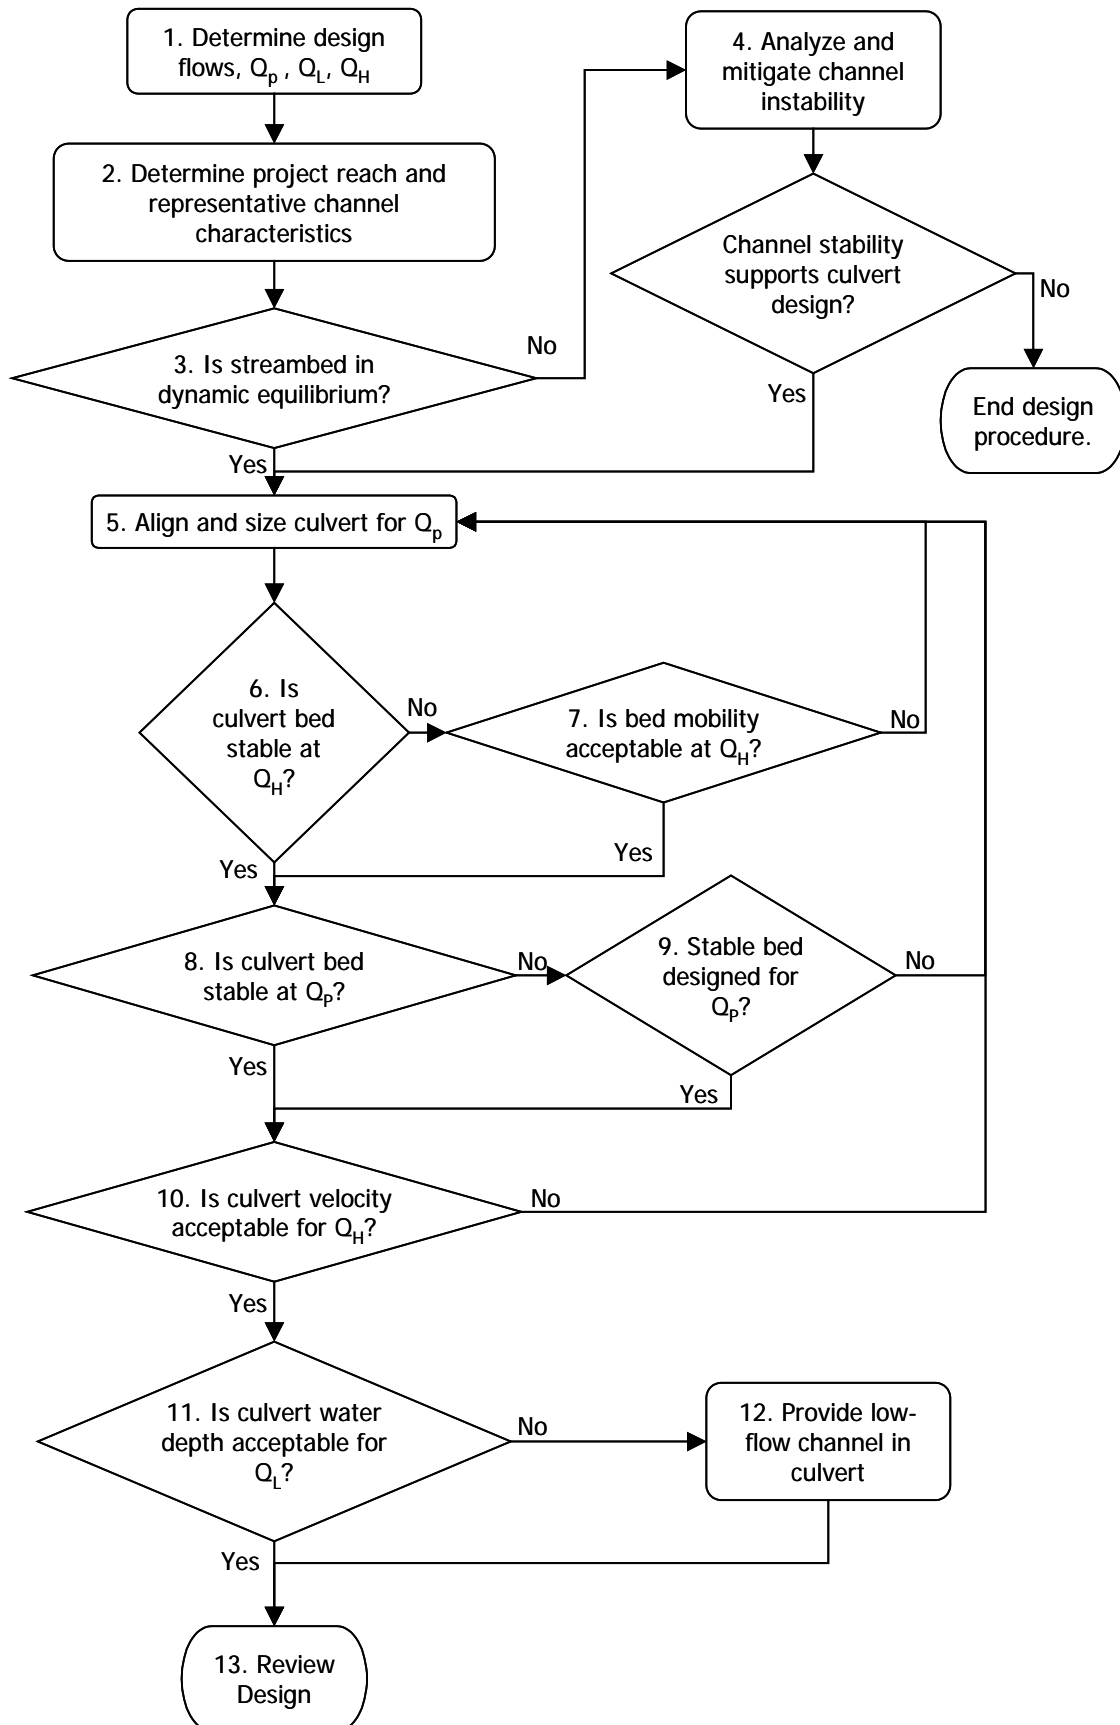 1. Determine design
flows, Qp , QL, QH
2. Determine project reach and
representative channel
characteristics
3. Is streambed in
dynamic equilibrium?
No
Yes
4. Analyze and
mitigate channel
instability
Channel stability
supports culvert
design?
No
Yes
End design
procedure.
5. Align and size culvert for Qp
6. Is
culvert bed
stable at
QH?
No
Yes
7. Is bed mobility
acceptable at QH?
No
Yes
8. Is culvert bed
stable at QP?
No
Yes
9. Stable bed
designed for
QP?
No
Yes
10. Is culvert velocity
acceptable for QH?
No
Yes
11. Is culvert water
depth acceptable for
QL?
No
Yes
12. Provide low-
flow channel in
culvert
13. Review
Design